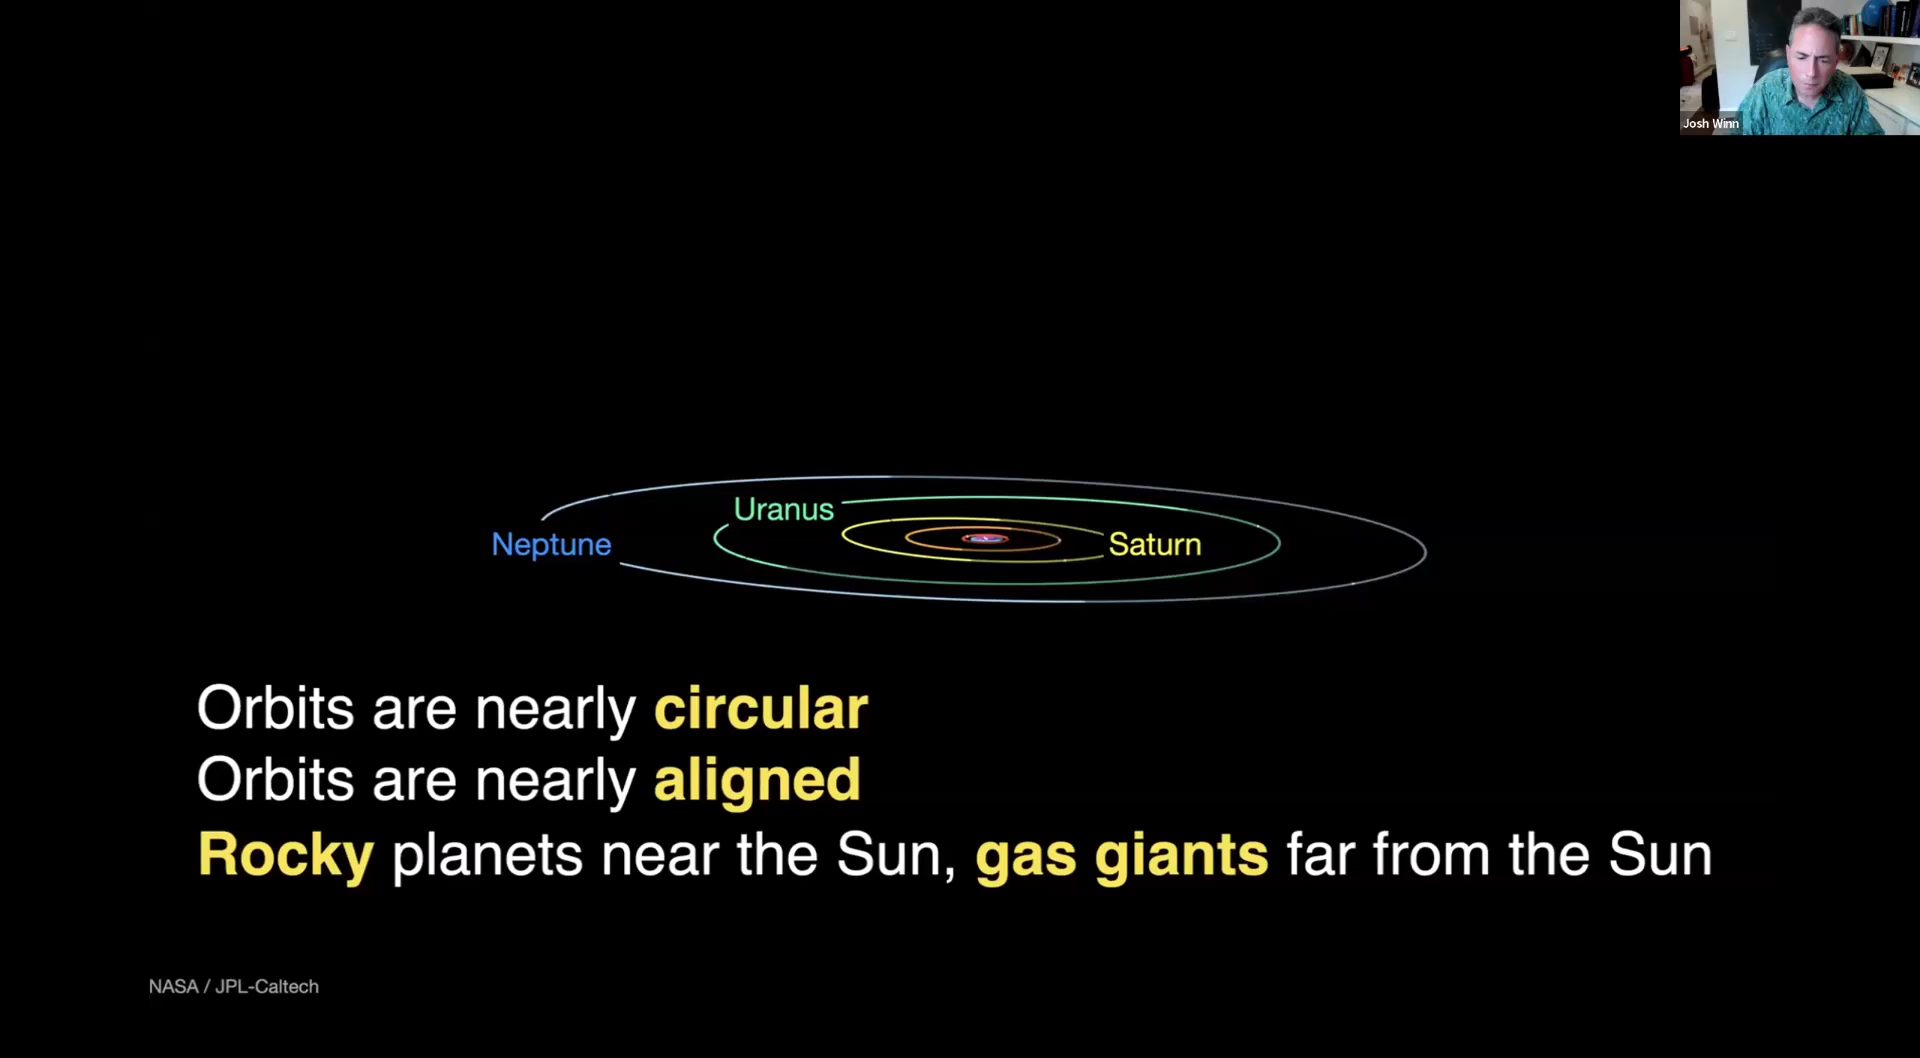 Josh Winn
Uranus
Neptune
Saturn
Orbits are nearly circular
Orbits are nearly aligned
Rocky planets near the Sun, gas giants far from the Sun
NASA / JPL-Caltech